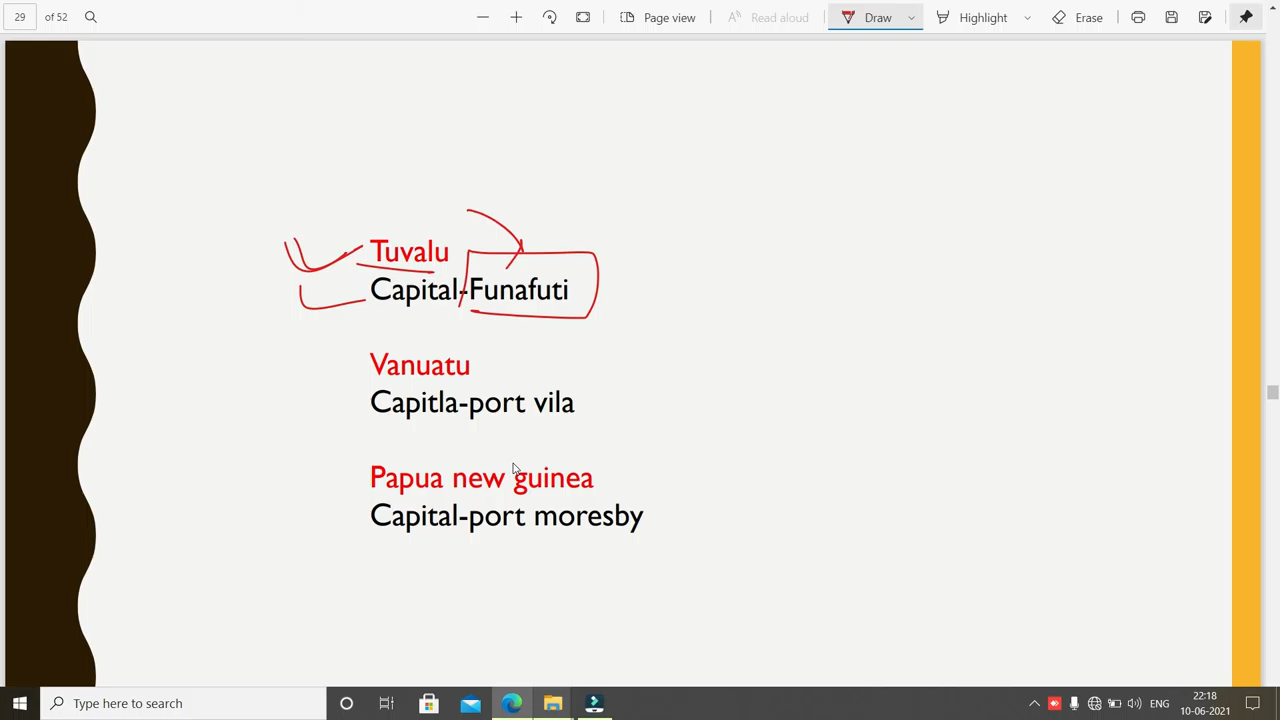 29 of 52 Page view Read aloud Draw Highlight Erase
Tuvalu
Capital-Funafuti
Vanuatu
Capitla-port vila
Papua new guinea
Capital-port moresby
Type here to search ENG 22:18
10-06-2021